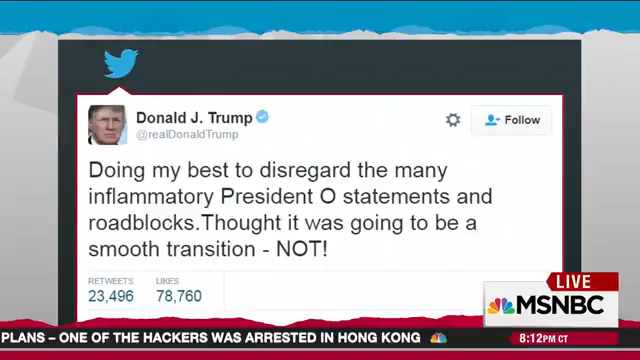 Donald J. Trump
@realDonaldTrump
Follow
Doing my best to disregard the many
inflammatory President O statements and
roadblocks.Thought it was going to be a
smooth transition - NOT!
RETWEETS LIKES
23,496 78,760
LIVE
MSNBC
PLANS – ONE OF THE HACKERS WAS ARRESTED IN HONG KONG
8:12PM CT